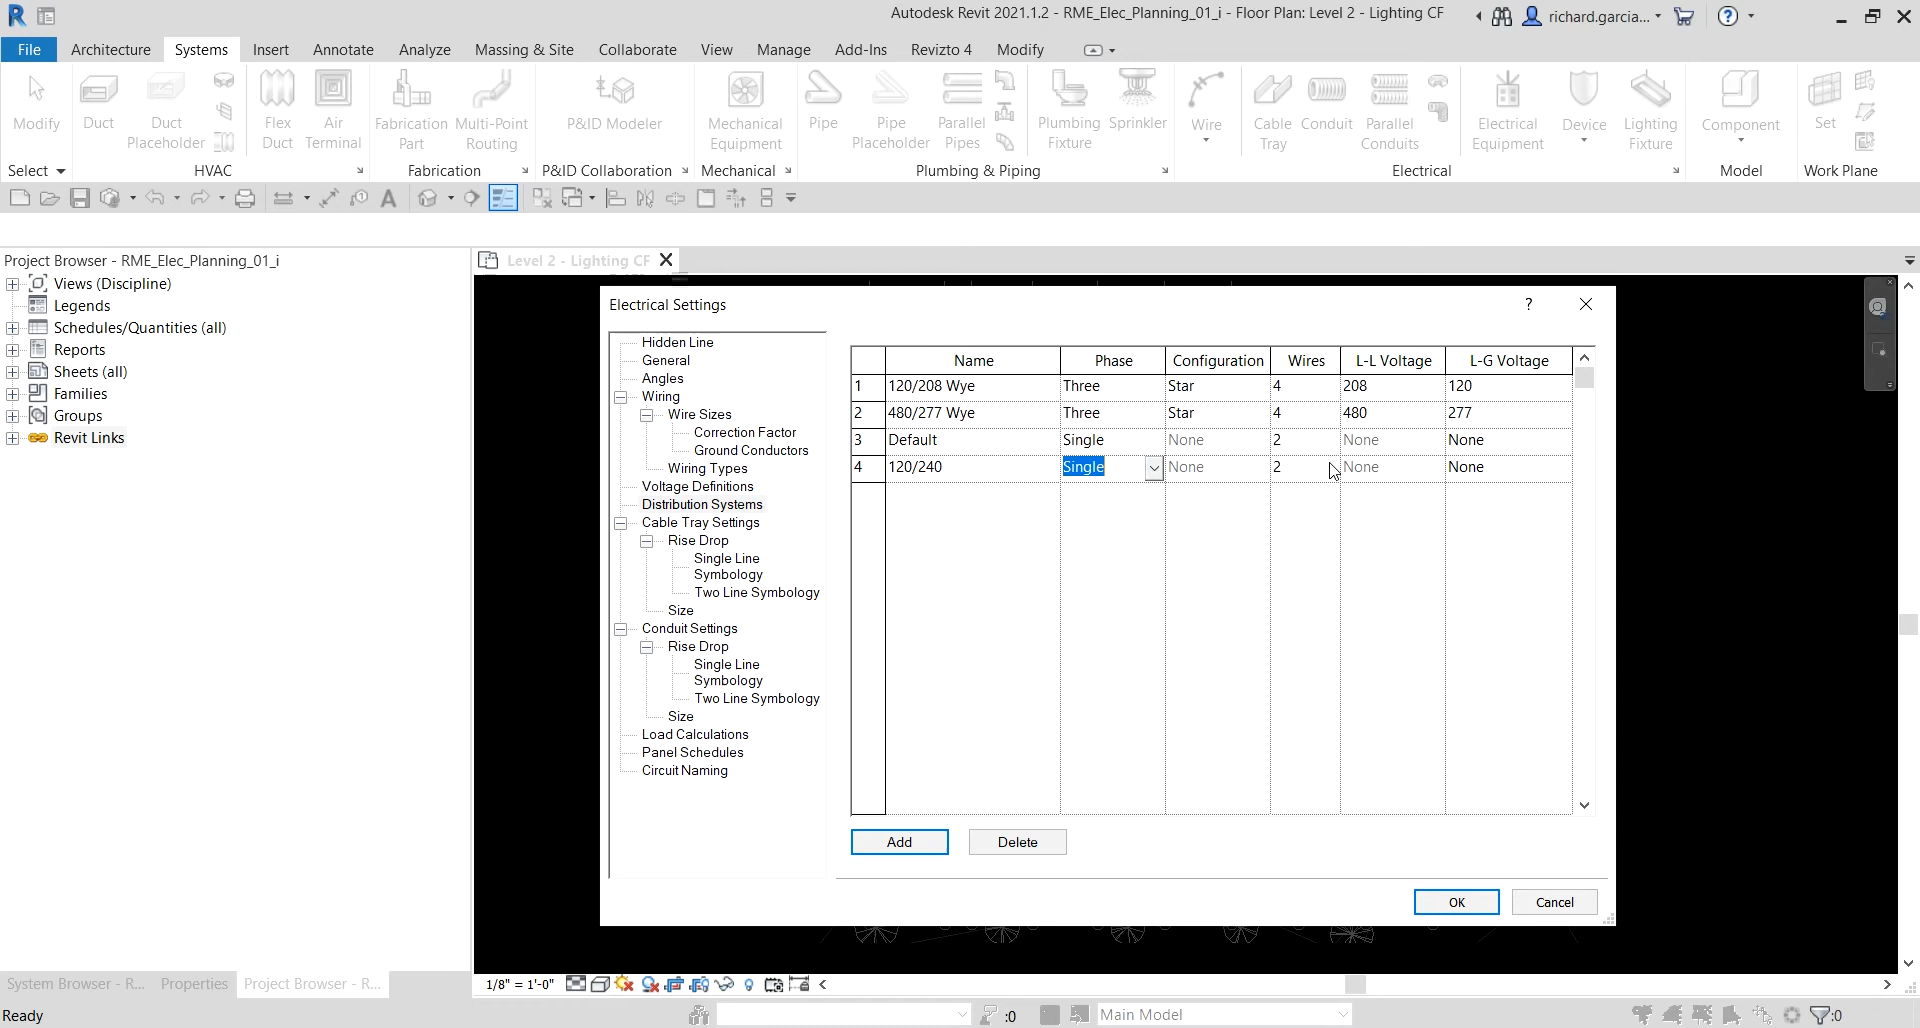 Autodesk Revit 2021.1.2 - RME_Elec_Planning_01_i - Floor Plan: Level 2 - Lighting CF
richard.garcia...
File Architecture Systems Insert Annotate Analyze Massing & Site Collaborate View Manage Add-Ins Revizto 4 Modify
Modify
Duct
Duct
Placeholder
Flex
Duct
Air
Terminal
Fabrication
Part
Multi-Point
Routing
P&ID Modeler
Mechanical
Equipment
Pipe
Pipe
Placeholder
Parallel
Pipes
Plumbing
Fixture
Sprinkler
Wire
Cable
Tray
Conduit
Parallel
Conduits
Electrical
Equipment
Device
Lighting
Fixture
Component
Set
Select HVAC Fabrication P&ID Collaboration Mechanical Plumbing & Piping Electrical Model Work Plane
Project Browser - RME_Elec_Planning_01_i
Views (Discipline)
Legends
Schedules/Quantities (all)
Reports
Sheets (all)
Families
Groups
Revit Links
System Browser - R... Properties Project Browser - R...
Level 2 - Lighting CF
Electrical Settings
Hidden Line
General
Angles
Wiring
Wire Sizes
Correction Factor
Ground Conductors
Wiring Types
Voltage Definitions
Distribution Systems
Cable Tray Settings
Rise Drop
Single Line
Symbology
Two Line Symbology
Size
Conduit Settings
Rise Drop
Single Line
Symbology
Two Line Symbology
Size
Load Calculations
Panel Schedules
Circuit Naming
Name Phase Configuration Wires L-L Voltage L-G Voltage
1 120/208 Wye Three Star 4 208 120
2 480/277 Wye Three Star 4 480 277
3 Default Single None 2 None None
4 120/240 Single None 2 None None
Add Delete
OK Cancel
1/8" = 1'-0"
Ready
:0
Main Model
:0